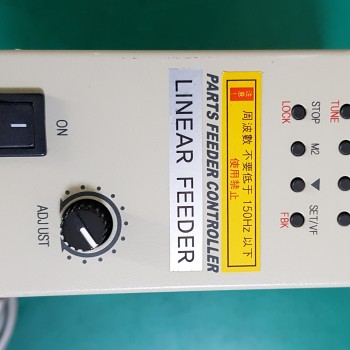 注意!
周波數 不要低于 150Hz 以下
使用禁止
PARTS FEEDER CONTROLLER
LINEAR FEEDER
ON
ADJUST
TUNE
STOP
LOCK
M2
SET/VF
FBK